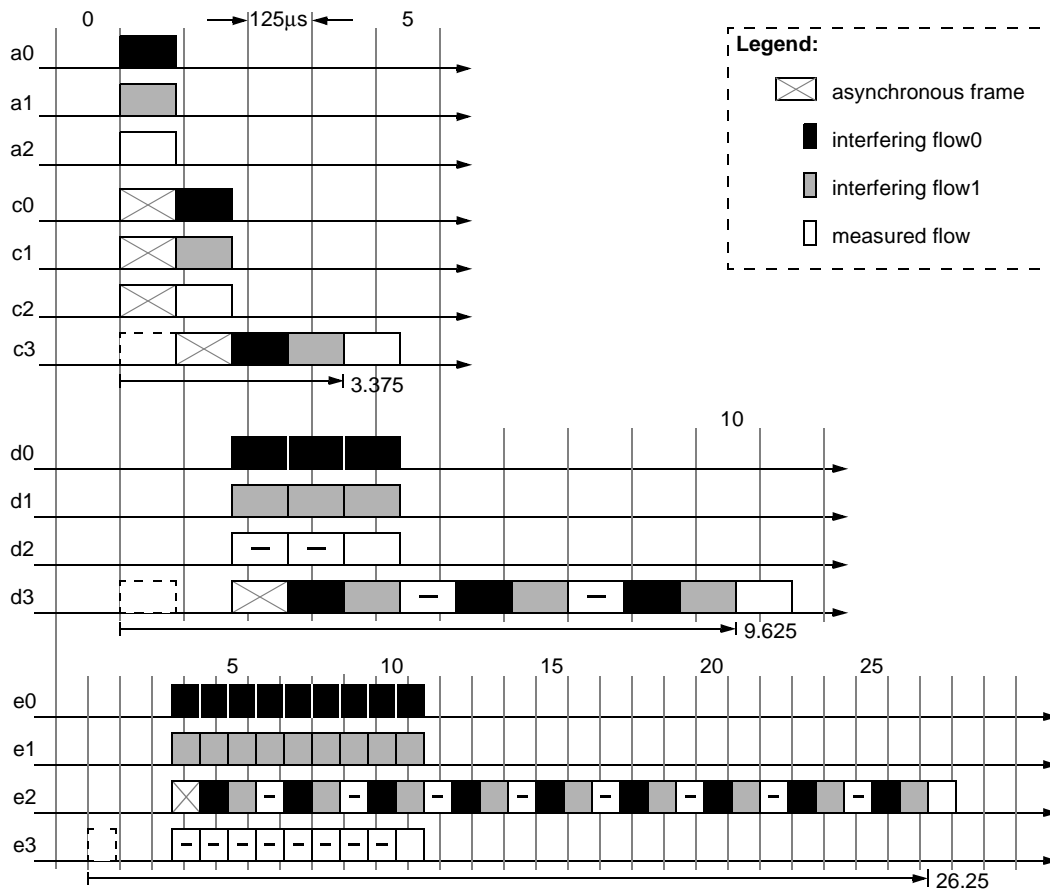 0 125μs 5
a0
a1
a2
c0
c1
c2
c3
3.375
Legend:
asynchronous frame
interfering flow0
interfering flow1
measured flow
10
d0
d1
d2
d3
9.625
5 10 15 20 25
e0
e1
e2
e3
26.25